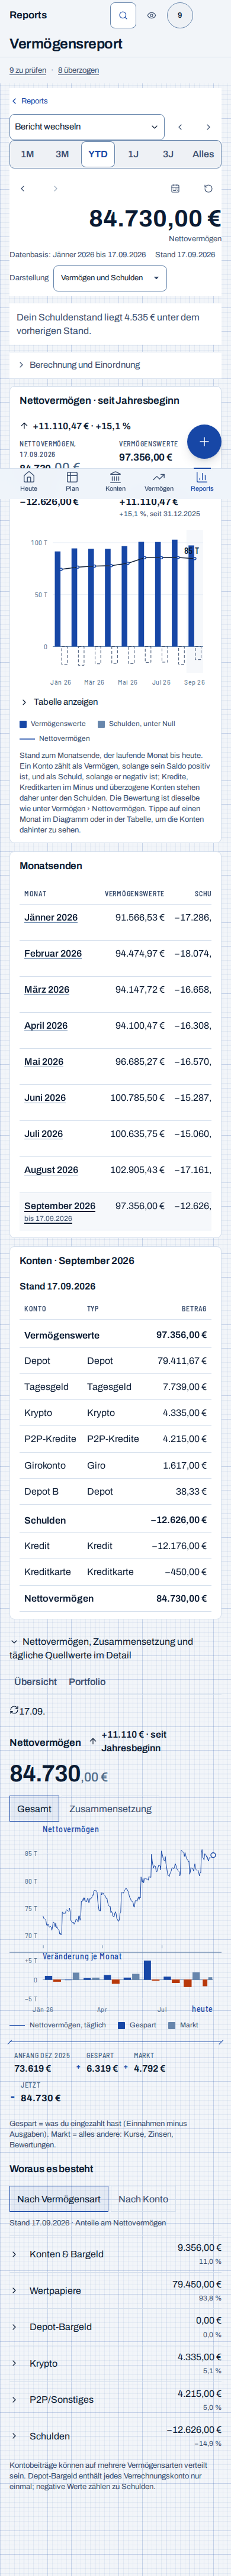 Reports
9
Vermögensreport
9 zu prüfen · 8 überzogen
Reports
Bericht wechseln
1M 3M YTD 1J 3J Alles
84.730,00 €
Nettovermögen
Datenbasis: Jänner 2026 bis 17.09.2026 Stand 17.09.2026
Darstellung Vermögen und Schulden
Dein Schuldenstand liegt 4.535 € unter dem
vorherigen Stand.
Berechnung und Einordnung
Nettovermögen · seit Jahresbeginn
+11.110,47 € · +15,1 %
NETTOVERMÖGEN, VERMÖGENSWERTE
17.09.2026 97.356,00 €
Heute Plan Konten Vermögen Reports
−12.626,00 € +11.110,47 €
+15,1 %, seit 31.12.2025
100 T
50 T
0
85 T
Jän 26 Mär 26 Mai 26 Jul 26 Sep 26
Tabelle anzeigen
Vermögenswerte Schulden, unter Null
Nettovermögen
Stand zum Monatsende, der laufende Monat bis heute.
Ein Konto zählt als Vermögen, solange sein Saldo positiv
ist, und als Schuld, solange er negativ ist; Kredite,
Kreditkarten im Minus und überzogene Konten stehen
daher unter den Schulden. Die Bewertung ist dieselbe
wie unter Vermögen › Nettovermögen. Tippe auf einen
Monat im Diagramm oder in der Tabelle, um die Konten
dahinter zu sehen.
Monatsenden
MONAT VERMÖGENSWERTE SCHU
Jänner 2026 91.566,53 € −17.286,
Februar 2026 94.474,97 € −18.074,
März 2026 94.147,72 € −16.658,
April 2026 94.100,47 € −16.308,
Mai 2026 96.685,27 € −16.570,
Juni 2026 100.785,50 € −15.287,
Juli 2026 100.635,75 € −15.060,
August 2026 102.905,43 € −17.161,
September 2026 97.356,00 € −12.626,
bis 17.09.2026
Konten · September 2026
Stand 17.09.2026
KONTO TYP BETRAG
Vermögenswerte 97.356,00 €
Depot Depot 79.411,67 €
Tagesgeld Tagesgeld 7.739,00 €
Krypto Krypto 4.335,00 €
P2P-Kredite P2P-Kredite 4.215,00 €
Girokonto Giro 1.617,00 €
Depot B Depot 38,33 €
Schulden −12.626,00 €
Kredit Kredit −12.176,00 €
Kreditkarte Kreditkarte −450,00 €
Nettovermögen 84.730,00 €
Nettovermögen, Zusammensetzung und
tägliche Quellwerte im Detail
Übersicht Portfolio
17.09.
Nettovermögen +11.110 € · seit
Jahresbeginn
84.730,00 €
Gesamt Zusammensetzung
Nettovermögen
85 T
80 T
75 T
70 T
Veränderung je Monat
+5 T
0
−5 T
Jän 26 Apr Jul heute
Nettovermögen, täglich Gespart Markt
ANFANG DEZ 2025 GESPART MARKT
73.619 € + 6.319 € + 4.792 €
JETZT
= 84.730 €
Gespart = was du eingezahlt hast (Einnahmen minus
Ausgaben). Markt = alles andere: Kurse, Zinsen,
Bewertungen.
Woraus es besteht
Nach Vermögensart Nach Konto
Stand 17.09.2026 · Anteile am Nettovermögen
Konten & Bargeld 9.356,00 €
11,0 %
Wertpapiere 79.450,00 €
93,8 %
Depot-Bargeld 0,00 €
0,0 %
Krypto 4.335,00 €
5,1 %
P2P/Sonstiges 4.215,00 €
5,0 %
Schulden −12.626,00 €
−14,9 %
Kontobeiträge können auf mehrere Vermögensarten verteilt
sein. Depot-Bargeld enthält jedes Verrechnungskonto nur
einmal; negative Werte zählen zu Schulden.